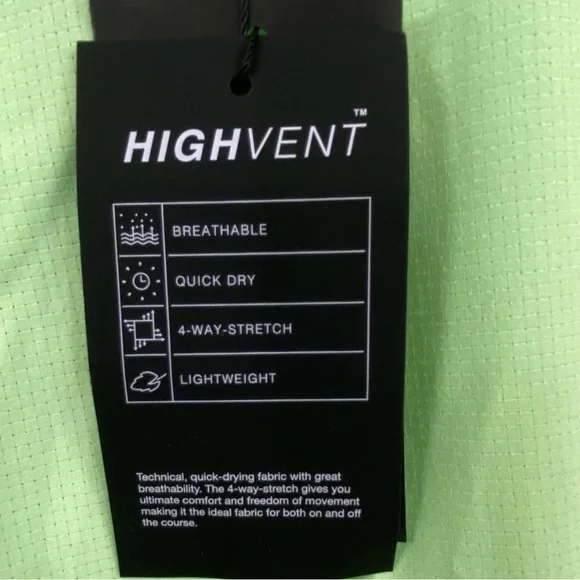 HIGHVENT™
BREATHABLE
QUICK DRY
4-WAY-STRETCH
LIGHTWEIGHT
Technical, quick-drying fabric with great
breathability. The 4-way-stretch gives you
ultimate comfort and freedom of movement
making it the ideal fabric for both on and off
the course.